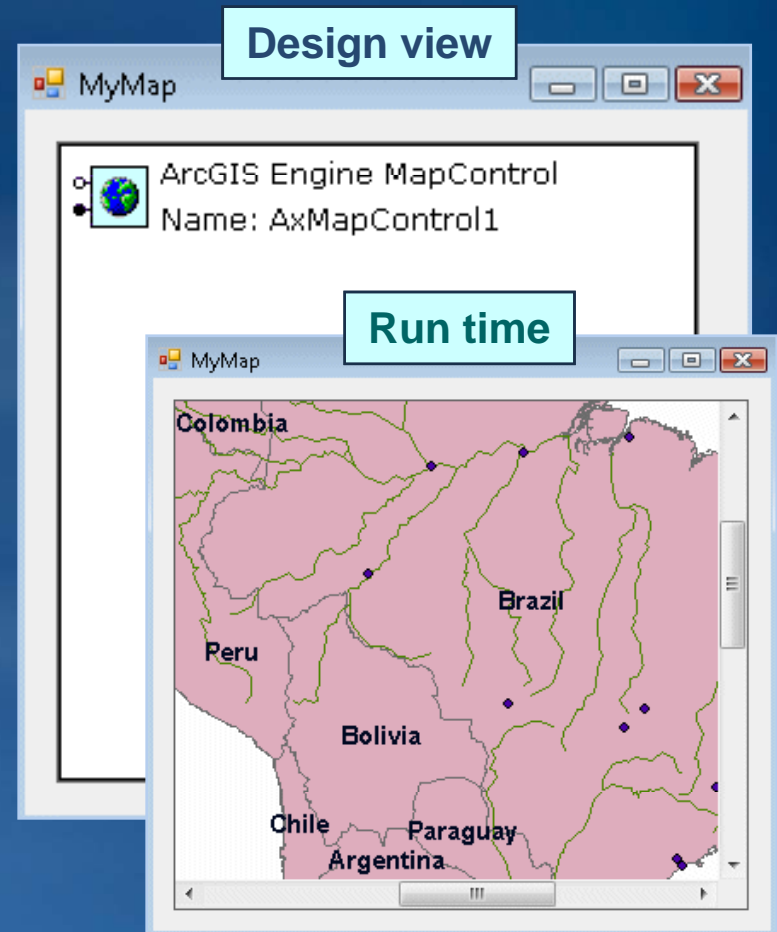 Design view
MyMap
ArcGIS Engine MapControl
Name: AxMapControl1
Run time
MyMap
Colombia
Brazil
Peru
Bolivia
Chile
Paraguay
Argentina